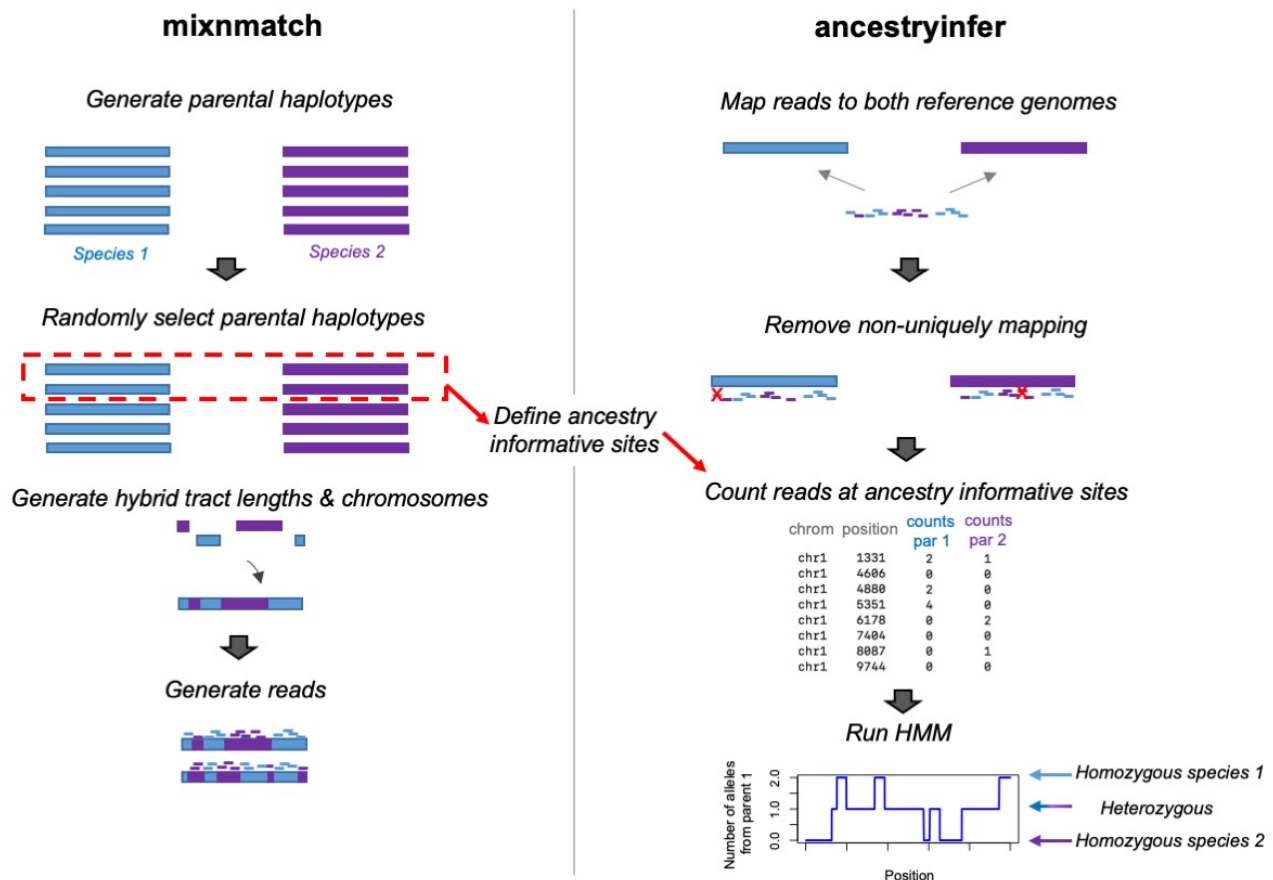 mixnmatch
Generate parental haplotypes
Species 1
Species 2
Randomly select parental haplotypes
Define ancestry
informative sites
Generate hybrid tract lengths & chromosomes
Generate reads
ancestryinfer
Map reads to both reference genomes
Remove non-uniquely mapping
X
X
Count reads at ancestry informative sites
chrom position counts par 1 counts par 2
chr1 1331 2 1
chr1 4606 0 0
chr1 4880 2 0
chr1 5351 4 0
chr1 6178 0 2
chr1 7404 0 0
chr1 8087 0 1
chr1 9744 0 0
Run HMM
Number of alleles
from parent 1
2.0
1.0
0.0
Position
Homozygous species 1
Heterozygous
Homozygous species 2